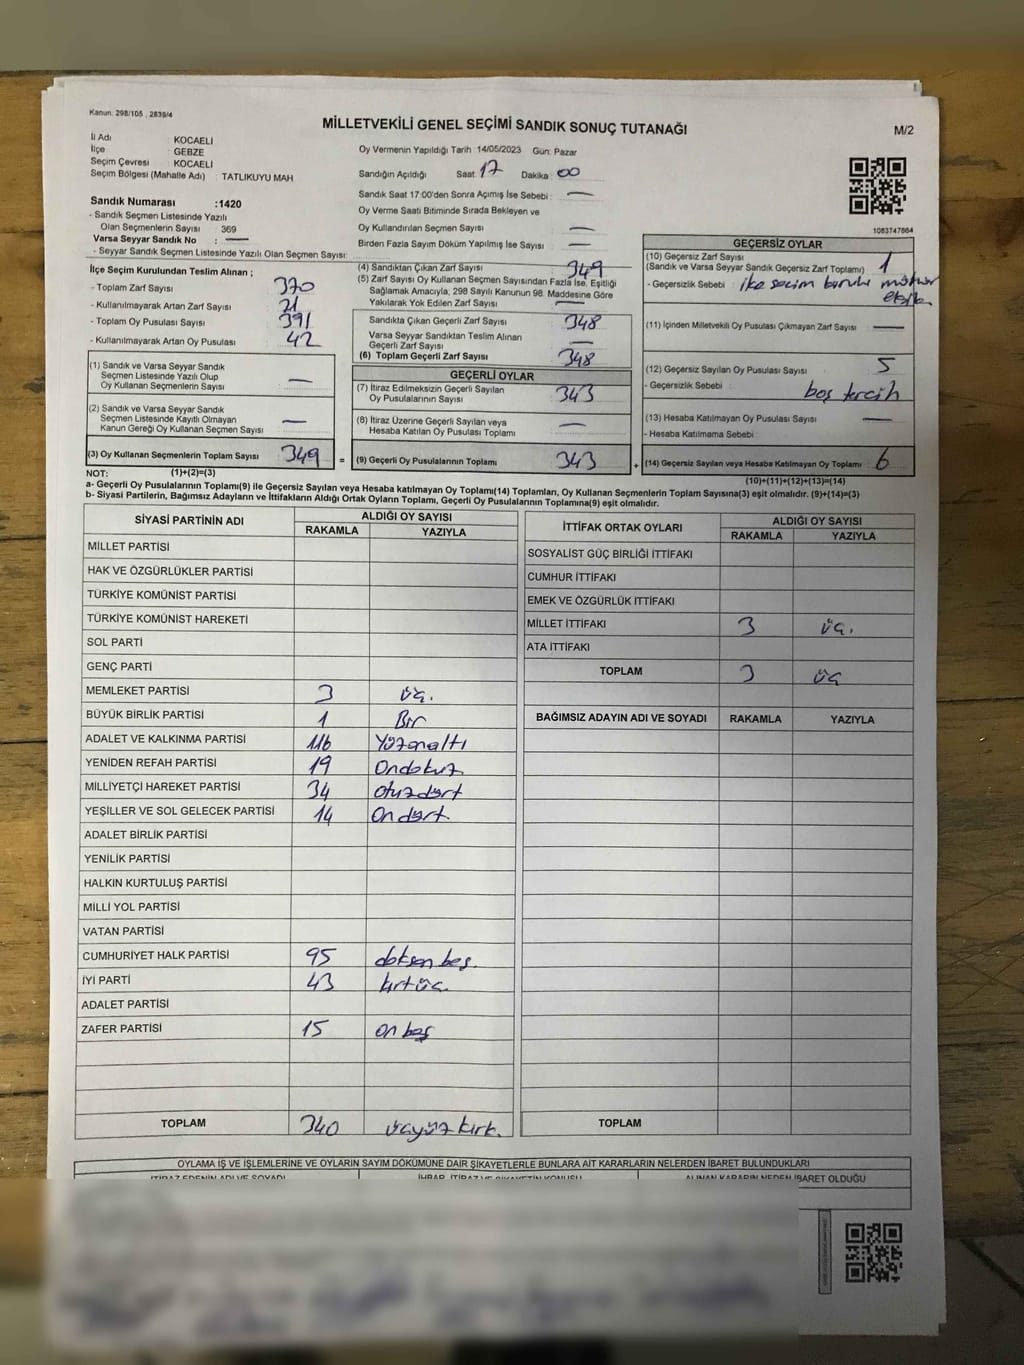 Kanun: 298/105 , 2839/4
MİLLETVEKİLİ GENEL SEÇİMİ SANDIK SONUÇ TUTANAĞI
M/2
İl Adı : KOCAELİ
İlçe : GEBZE
Seçim Çevresi : KOCAELİ
Seçim Bölgesi (Mahalle Adı) : TATLIKUYU MAH
Oy Vermenin Yapıldığı Tarih : 14/05/2023 Gün: Pazar
Sandığın Açıldığı Saat : 17 Dakika : 00
Sandık Saat 17:00'den Sonra Açımış İse Sebebi : —
Oy Verme Saati Bitiminde Sırada Bekleyen ve
Oy Kullandırılan Seçmen Sayısı : —
Birden Fazla Sayım Döküm Yapılmış İse Sayısı : —
Sandık Numarası :1420
- Sandık Seçmen Listesinde Yazılı
Olan Seçmenlerin Sayısı : 369
Varsa Seyyar Sandık No : —
- Seyyar Sandık Seçmen Listesinde Yazılı Olan Seçmen Sayısı:
1083747864
İlçe Seçim Kurulundan Teslim Alınan ;
- Toplam Zarf Sayısı : 370
- Kullanılmayarak Artan Zarf Sayısı : 21
- Toplam Oy Pusulası Sayısı : 391
- Kullanılmayarak Artan Oy Pusulası : 42
(1) Sandık ve Varsa Seyyar Sandık
Seçmen Listesinde Yazılı Olup
Oy Kullanan Seçmenlerin Sayısı : —
(2) Sandık ve Varsa Seyyar Sandık
Seçmen Listesinde Kayıtlı Olmayan
Kanun Gereği Oy Kullanan Seçmen Sayısı : —
(3) Oy Kullanan Seçmenlerin Toplam Sayısı : 349
(4) Sandıktan Çıkan Zarf Sayısı : 349
(5) Zarf Sayısı Oy Kullanan Seçmen Sayısından Fazla İse, Eşitliği
Sağlamak Amacıyla, 298 Sayılı Kanunun 98. Maddesine Göre
Yakılarak Yok Edilen Zarf Sayısı : —
Sandıkta Çıkan Geçerli Zarf Sayısı : 348
Varsa Seyyar Sandıktan Teslim Alınan
Geçerli Zarf Sayısı : —
(6) Toplam Geçerli Zarf Sayısı : 348
GEÇERLİ OYLAR
(7) İtiraz Edilmeksizin Geçerli Sayılan
Oy Pusulalarının Sayısı : 343
(8) İtiraz Üzerine Geçerli Sayılan veya
Hesaba Katılan Oy Pusulası Toplamı : —
= (9) Geçerli Oy Pusulalarının Toplamı : 343
GEÇERSİZ OYLAR
(10) Geçersiz Zarf Sayısı
(Sandık ve Varsa Seyyar Sandık Geçersiz Zarf Toplamı) : 1
- Geçersizlik Sebebi : ilçe seçim kurulu mühür
eksik
(11) İçinden Milletvekili Oy Pusulası Çıkmayan Zarf Sayısı : —
(12) Geçersiz Sayılan Oy Pusulası Sayısı : 5
- Geçersizlik Sebebi : boş tercih
(13) Hesaba Katılmayan Oy Pusulası Sayısı : —
- Hesaba Katılmama Sebebi :
+ (14) Geçersiz Sayılan veya Hesaba Katılmayan Oy Toplamı : 6
NOT: (1)+(2)=(3)
(10)+(11)+(12)+(13)=(14)
a- Geçerli Oy Pusulalarının Toplamı(9) ile Geçersiz Sayılan veya Hesaba Katılmayan Oy Toplamı(14) Toplamları, Oy Kullanan Seçmenlerin Toplam Sayısına(3) eşit olmalıdır. (9)+(14)=(3)
b- Siyasi Partilerin, Bağımsız Adayların ve İttifakların Aldığı Ortak Oyların Toplamı, Geçerli Oy Pusulalarının Toplamına(9) eşit olmalıdır.
SİYASİ PARTİNİN ADI ALDIĞI OY SAYISI
RAKAMLA YAZIYLA
MİLLET PARTİSİ
HAK VE ÖZGÜRLÜKLER PARTİSİ
TÜRKİYE KOMÜNİST PARTİSİ
TÜRKİYE KOMÜNİST HAREKETİ
SOL PARTİ
GENÇ PARTİ
MEMLEKET PARTİSİ 3 üç.
BÜYÜK BİRLİK PARTİSİ 1 Bir
ADALET VE KALKINMA PARTİSİ 116 Yüzonaltı
YENİDEN REFAH PARTİSİ 19 Ondokuz
MİLLİYETÇİ HAREKET PARTİSİ 34 otuzdört
YEŞİLLER VE SOL GELECEK PARTİSİ 14 Ondört.
ADALET BİRLİK PARTİSİ
YENİLİK PARTİSİ
HALKIN KURTULUŞ PARTİSİ
MİLLİ YOL PARTİSİ
VATAN PARTİSİ
CUMHURİYET HALK PARTİSİ 95 doksan beş.
İYİ PARTİ 43 kırküç.
ADALET PARTİSİ
ZAFER PARTİSİ 15 on beş
TOPLAM 340 üçyüz kırk.
İTTİFAK ORTAK OYLARI ALDIĞI OY SAYISI
RAKAMLA YAZIYLA
SOSYALİST GÜÇ BİRLİĞİ İTTİFAKI
CUMHUR İTTİFAKI
EMEK VE ÖZGÜRLÜK İTTİFAKI
MİLLET İTTİFAKI 3 üç.
ATA İTTİFAKI
TOPLAM 3 üç
BAĞIMSIZ ADAYIN ADI VE SOYADI RAKAMLA YAZIYLA
TOPLAM
OYLAMA İŞ VE İŞLEMLERİNE VE OYLARIN SAYIM DÖKÜMÜNE DAİR ŞİKAYETLERLE BUNLARA AİT KARARLARIN NELERDEN İBARET BULUNDUKLARI
İTİRAZ EDENİN ADI VE SOYADI İHBAR, İTİRAZ VE ŞİKAYETİN KONUSU ALINAN KARARIN NEDEN İBARET OLDUĞU